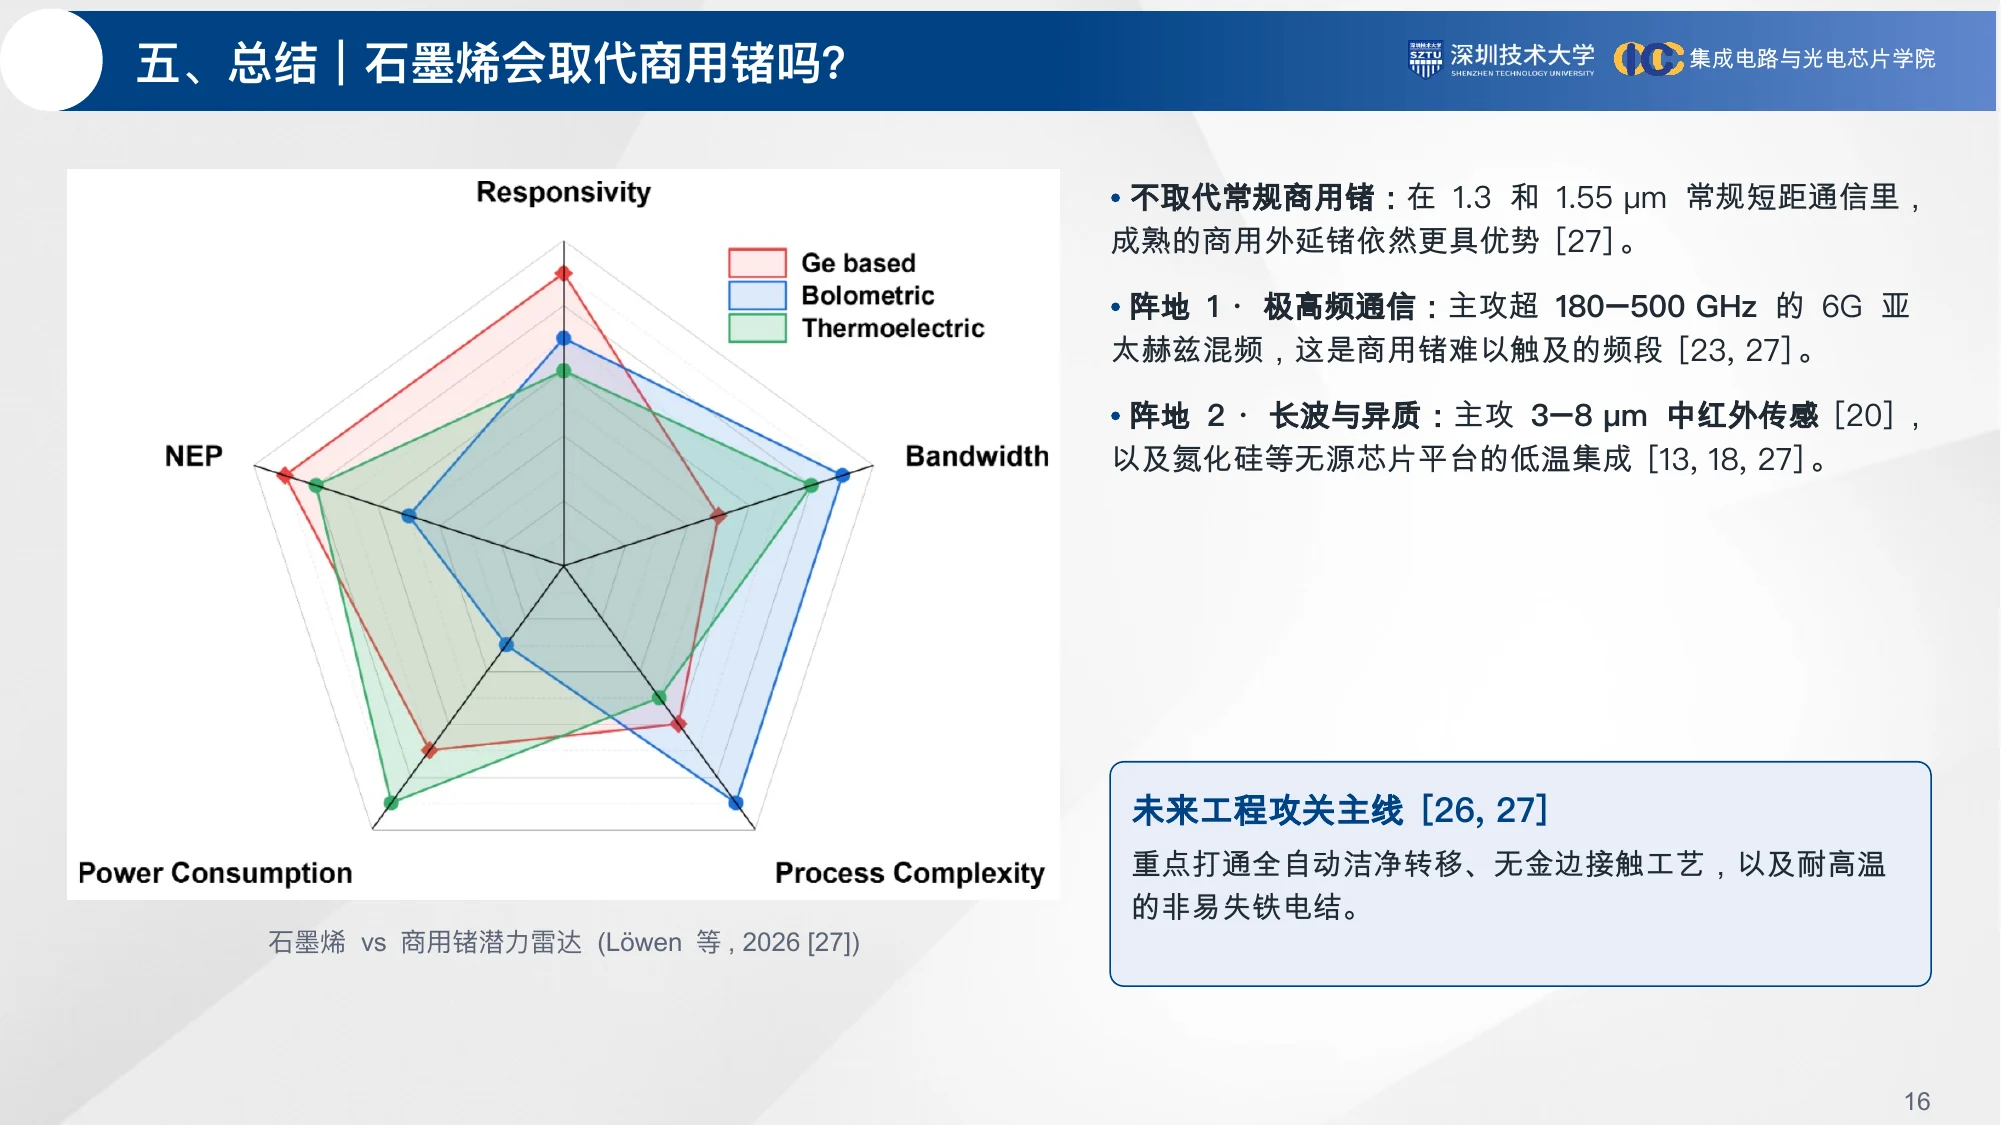 五、总结｜石墨烯会取代商用锗吗?
SZTU
深圳技术大学
SHENZHEN TECHNOLOGY UNIVERSITY
IC
集成电路与光电芯片学院
Responsivity
Ge based
Bolometric
Thermoelectric
NEP
Bandwidth
Power Consumption
Process Complexity
石墨烯 vs 商用锗潜力雷达 (Löwen 等, 2026 [27])
• 不取代常规商用锗：在 1.3 和 1.55 μm 常规短距通信里，
成熟的商用外延锗依然更具优势 [27]。
• 阵地 1 · 极高频通信：主攻超 180—500 GHz 的 6G 亚
太赫兹混频，这是商用锗难以触及的频段 [23, 27]。
• 阵地 2 · 长波与异质：主攻 3—8 μm 中红外传感 [20]，
以及氮化硅等无源芯片平台的低温集成 [13, 18, 27]。
未来工程攻关主线 [26, 27]
重点打通全自动洁净转移、无金边接触工艺，以及耐高温
的非易失铁电结。
16